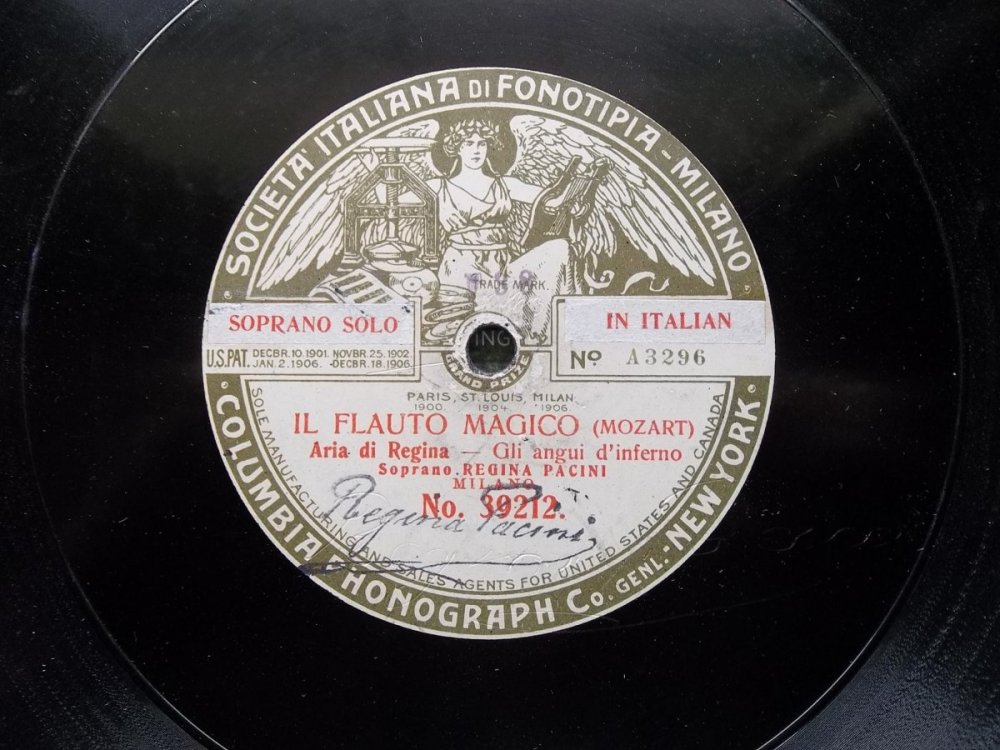 SOCIETA' ITALIANA DI FONOTIPIA - MILANO
TRADE MARK.
SOPRANO SOLO
IN ITALIAN
U.S. PAT. DECBR. 10. 1901. NOVBR. 25. 1902.
JAN. 2. 1906. - DECBR. 18. 1906.
No A3296
GRAND PRIZE
PARIS, ST. LOUIS, MILAN
1900. 1904. 1906.
IL FLAUTO MAGICO (MOZART)
Aria di Regina — Gli angui d'inferno
Soprano. REGINA PACINI
MILANO
No. 39212.
Regina Pacini
SOLE MANUFACTURING AND SALES AGENTS FOR UNITED STATES AND CANADA
COLUMBIA PHONOGRAPH Co. GENL. - NEW YORK